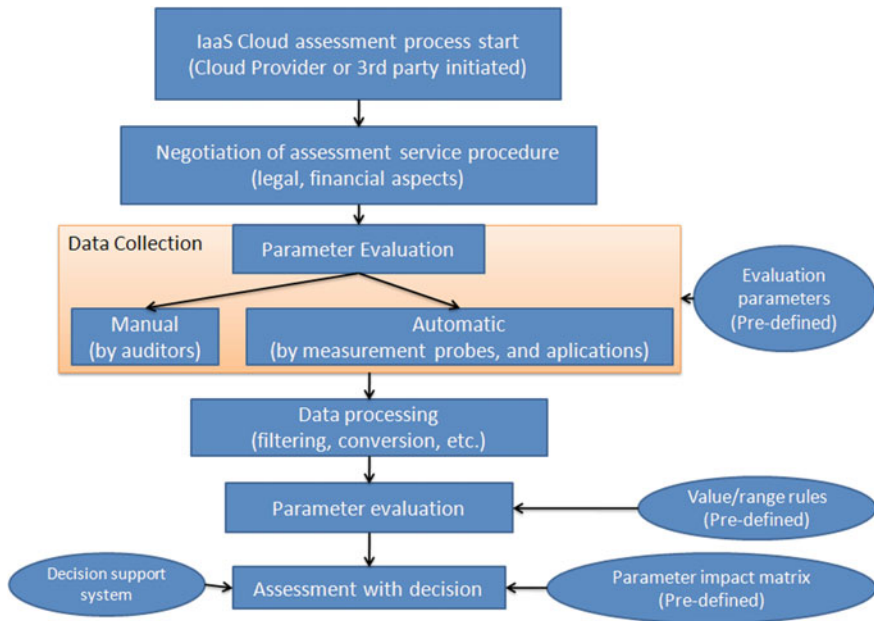 IaaS Cloud assessment process start
(Cloud Provider or 3rd party initiated)
Negotiation of assessment service procedure
(legal, financial aspects)
Data Collection
Parameter Evaluation
Evaluation
parameters
(Pre-defined)
Manual
(by auditors)
Automatic
(by measurement probes, and aplications)
Data processing
(filtering, conversion, etc.)
Parameter evaluation
Value/range rules
(Pre-defined)
Decision support
system
Assessment with decision
Parameter impact matrix
(Pre-defined)